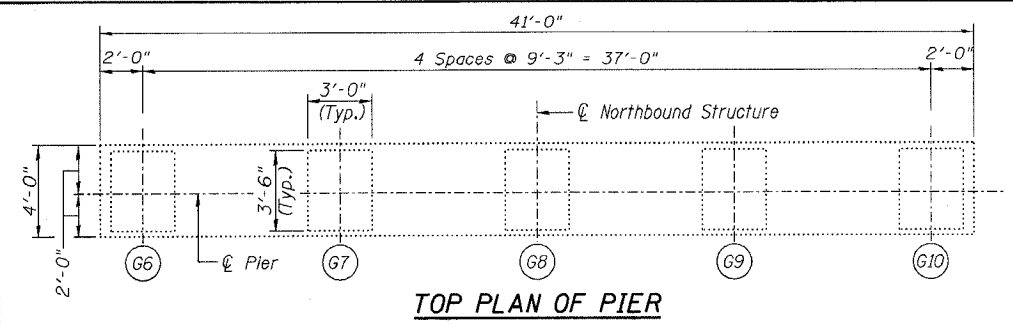 41'-0"
2'-0"
4 Spaces @ 9'-3" = 37'-0"
2'-0"
3'-0"
(Typ.)
℄ Northbound Structure
4'-0"
2'-0"
3'-6"
(Typ.)
℄ Pier
G6
G7
G8
G9
G10
TOP PLAN OF PIER